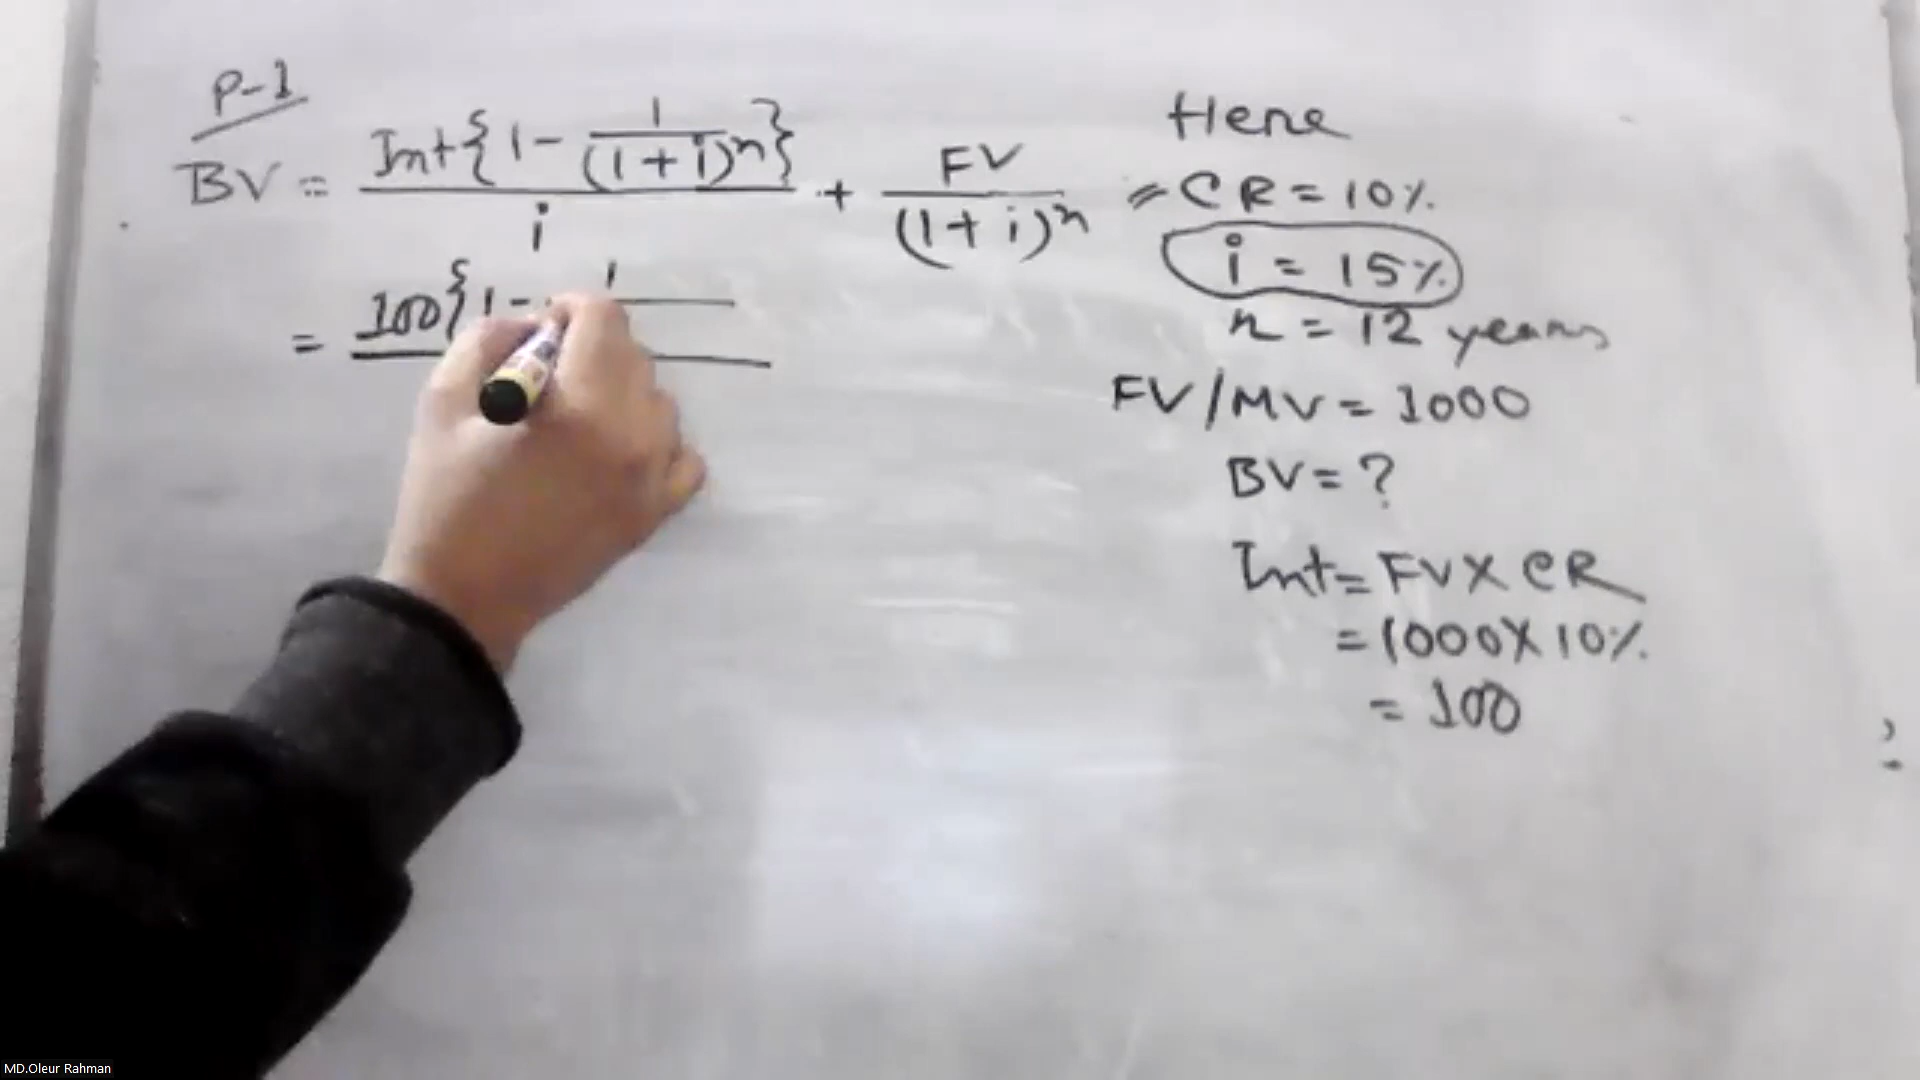 P-1
BV = Int{1 - 1/(1+i)^n}/i + FV/(1+i)^n
= 100{1 - 1
Here
CR = 10%
i = 15%
n = 12 years
FV/MV = 1000
BV = ?
Int = FV X CR
= 1000 X 10%
= 100
MD.Oleur Rahman